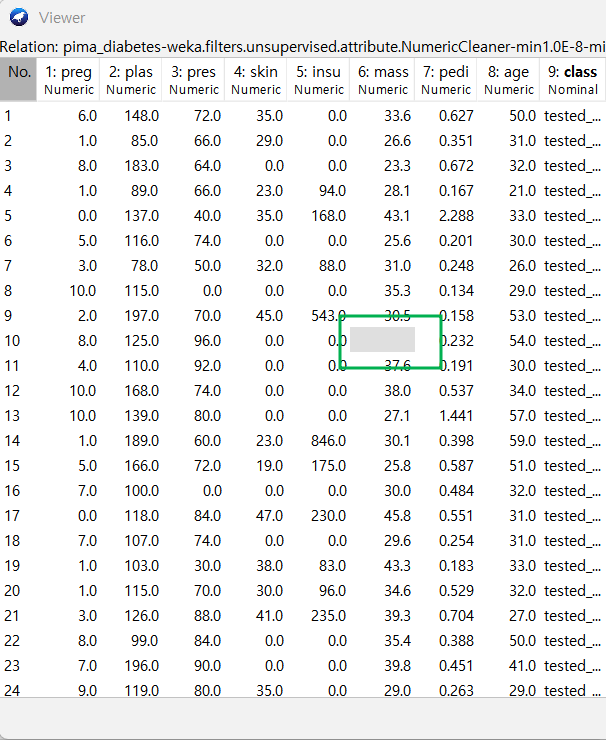 Viewer
Relation: pima_diabetes-weka.filters.unsupervised.attribute.NumericCleaner-min1.0E-8-mi
No. 1: preg 2: plas 3: pres 4: skin 5: insu 6: mass 7: pedi 8: age 9: class
Numeric Numeric Numeric Numeric Numeric Numeric Numeric Numeric Nominal
1 6.0 148.0 72.0 35.0 0.0 33.6 0.627 50.0 tested_...
2 1.0 85.0 66.0 29.0 0.0 26.6 0.351 31.0 tested_...
3 8.0 183.0 64.0 0.0 0.0 23.3 0.672 32.0 tested_...
4 1.0 89.0 66.0 23.0 94.0 28.1 0.167 21.0 tested_...
5 0.0 137.0 40.0 35.0 168.0 43.1 2.288 33.0 tested_...
6 5.0 116.0 74.0 0.0 0.0 25.6 0.201 30.0 tested_...
7 3.0 78.0 50.0 32.0 88.0 31.0 0.248 26.0 tested_...
8 10.0 115.0 0.0 0.0 0.0 35.3 0.134 29.0 tested_...
9 2.0 197.0 70.0 45.0 543.0 30.5 0.158 53.0 tested_...
10 8.0 125.0 96.0 0.0 0.0 0.232 54.0 tested_...
11 4.0 110.0 92.0 0.0 0.0 37.6 0.191 30.0 tested_...
12 10.0 168.0 74.0 0.0 0.0 38.0 0.537 34.0 tested_...
13 10.0 139.0 80.0 0.0 0.0 27.1 1.441 57.0 tested_...
14 1.0 189.0 60.0 23.0 846.0 30.1 0.398 59.0 tested_...
15 5.0 166.0 72.0 19.0 175.0 25.8 0.587 51.0 tested_...
16 7.0 100.0 0.0 0.0 0.0 30.0 0.484 32.0 tested_...
17 0.0 118.0 84.0 47.0 230.0 45.8 0.551 31.0 tested_...
18 7.0 107.0 74.0 0.0 0.0 29.6 0.254 31.0 tested_...
19 1.0 103.0 30.0 38.0 83.0 43.3 0.183 33.0 tested_...
20 1.0 115.0 70.0 30.0 96.0 34.6 0.529 32.0 tested_...
21 3.0 126.0 88.0 41.0 235.0 39.3 0.704 27.0 tested_...
22 8.0 99.0 84.0 0.0 0.0 35.4 0.388 50.0 tested_...
23 7.0 196.0 90.0 0.0 0.0 39.8 0.451 41.0 tested_...
24 9.0 119.0 80.0 35.0 0.0 29.0 0.263 29.0 tested_...